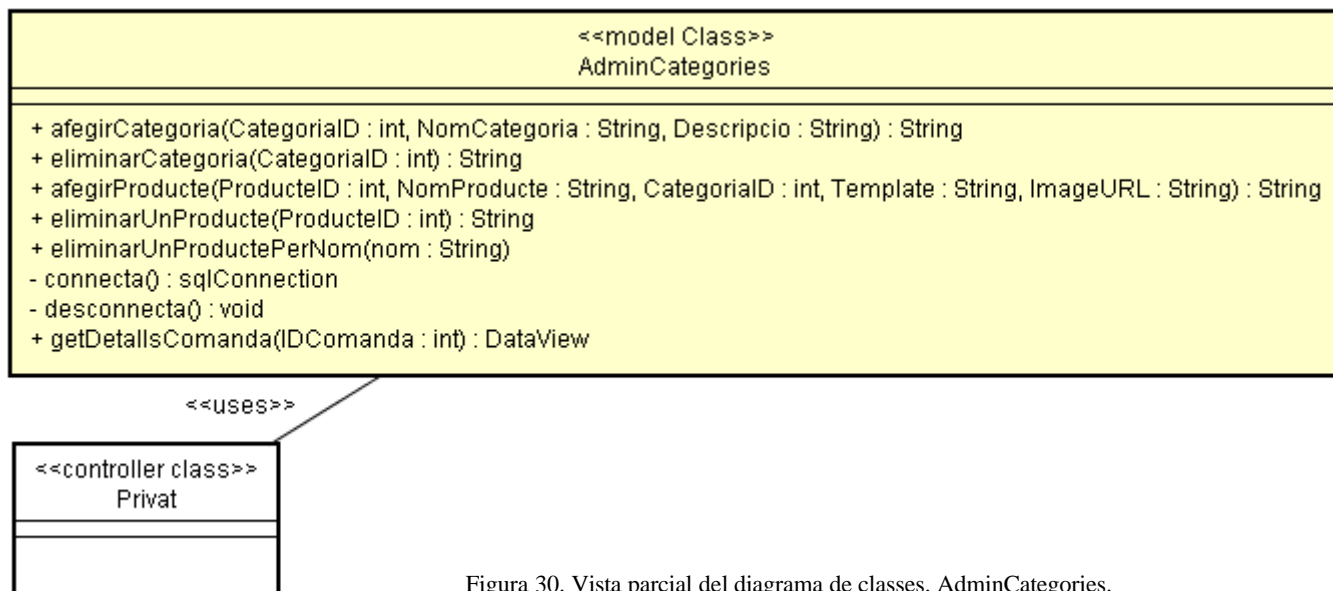 <<model Class>>
AdminCategories
+ afegirCategoria(CategoriaID : int, NomCategoria : String, Descripcio : String) : String
+ eliminarCategoria(CategoriaID : int) : String
+ afegirProducte(ProducteID : int, NomProducte : String, CategoriaID : int, Template : String, ImageURL : String) : String
+ eliminarUnProducte(ProducteID : int) : String
+ eliminarUnProductePerNom(nom : String)
- connecta() : sqlConnection
- desconnecta() : void
+ getDetallsComanda(IDComanda : int) : DataView
<<uses>>
<<controller class>>
Privat
Figura 30. Vista parcial del diagrama de classes. AdminCategories.